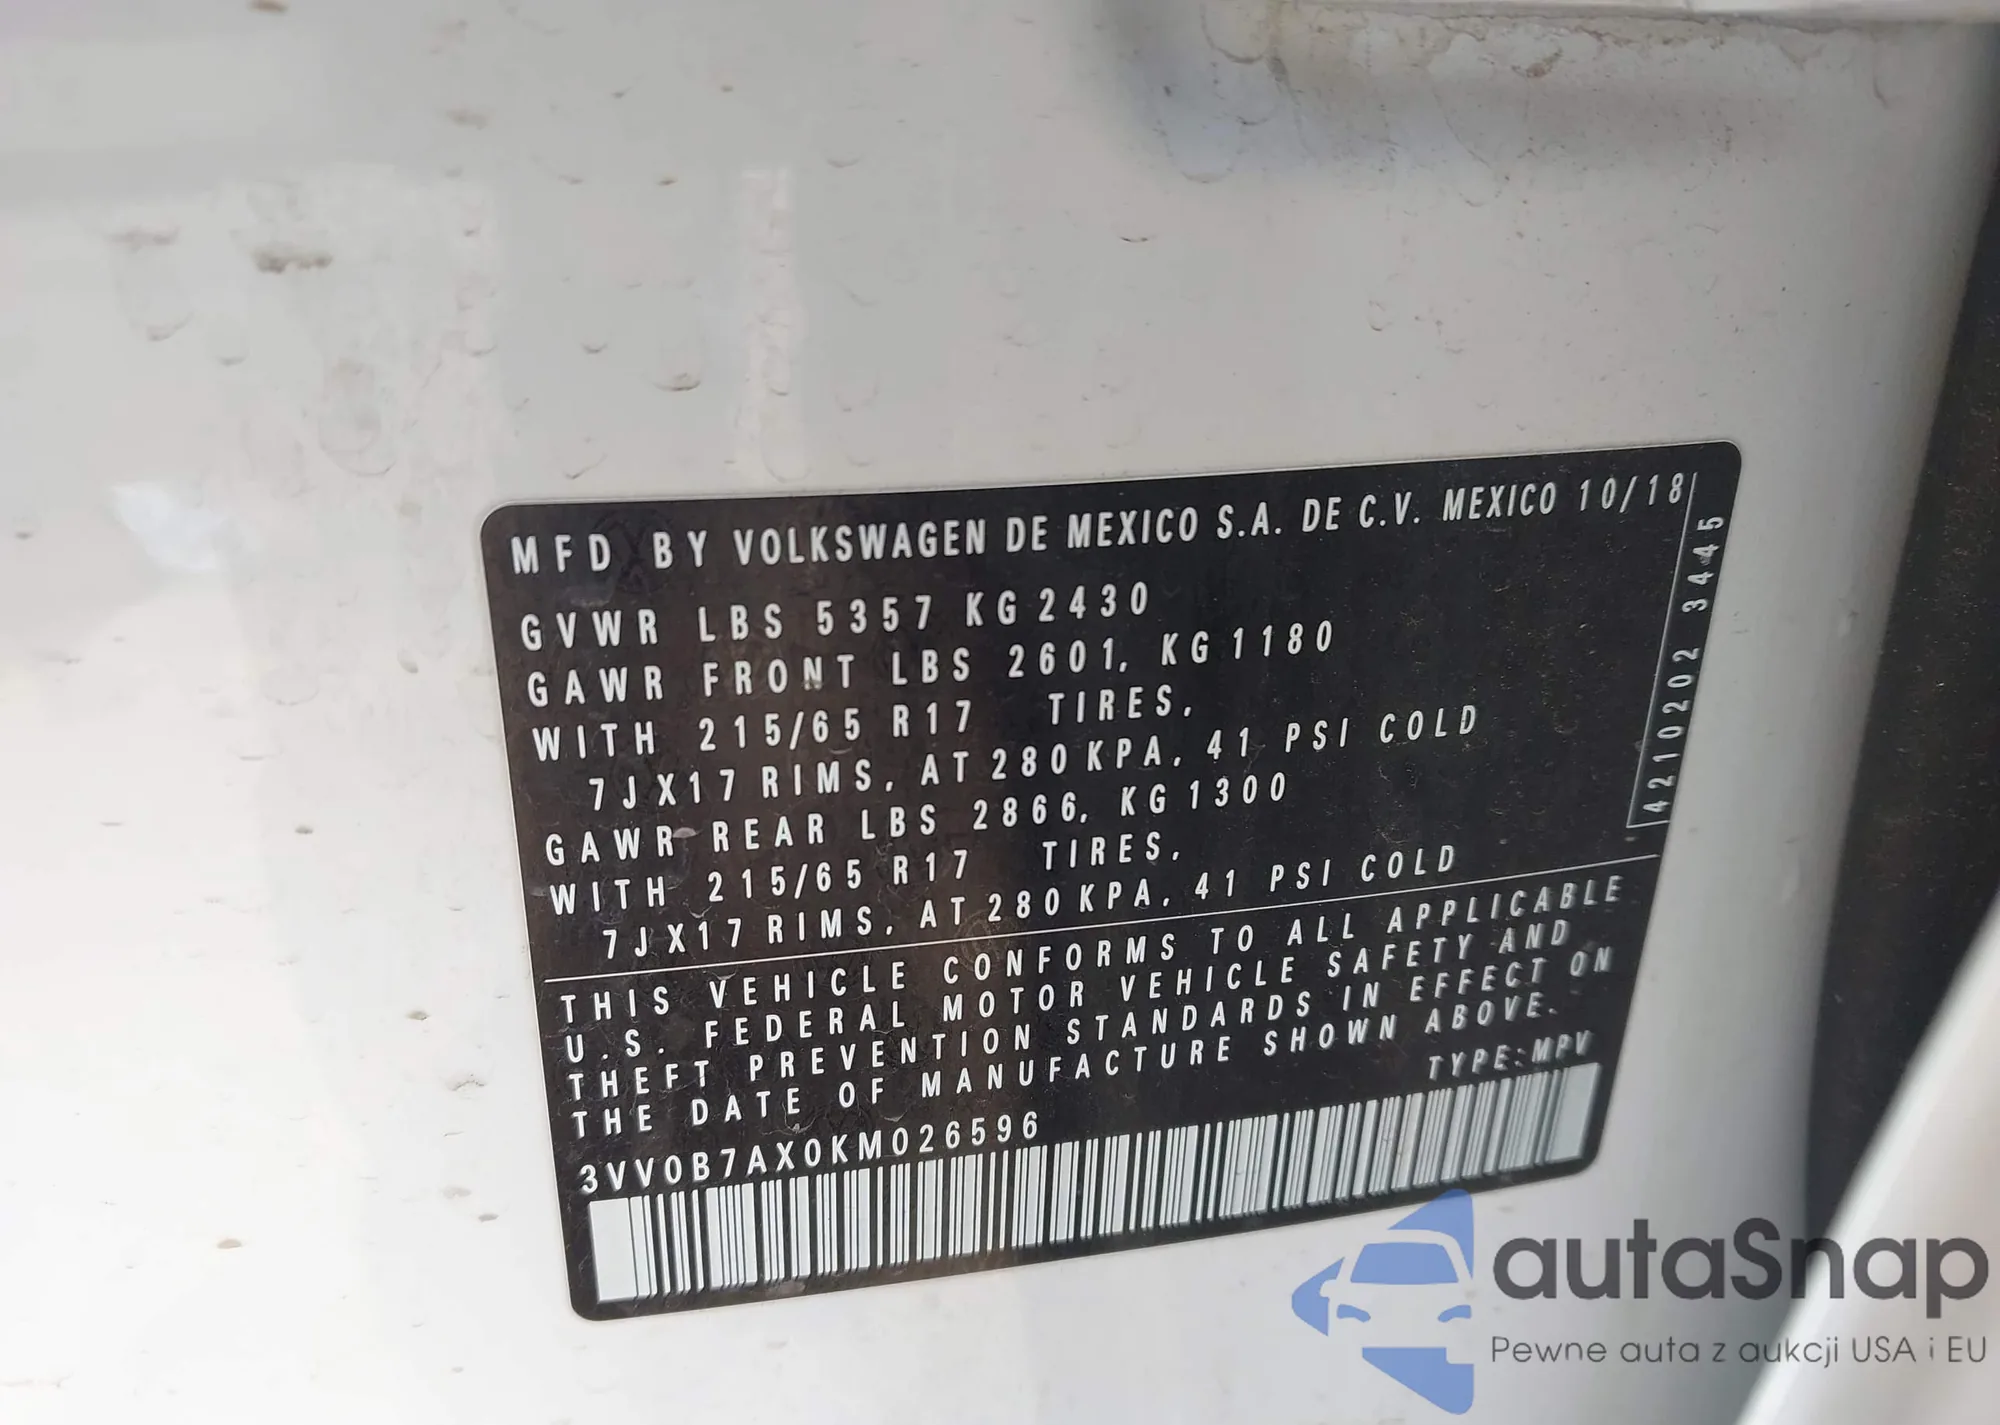 MFD BY VOLKSWAGEN DE MEXICO S.A. DE C.V. MEXICO 10/18
GVWR LBS 5357 KG 2430
GAWR FRONT LBS 2601, KG 1180
WITH 215/65 R17 TIRES,
7JX17 RIMS, AT 280 KPA, 41 PSI COLD
GAWR REAR LBS 2866, KG 1300
WITH 215/65 R17 TIRES,
7JX17 RIMS, AT 280 KPA, 41 PSI COLD
4210202 3445
THIS VEHICLE CONFORMS TO ALL APPLICABLE
U.S. FEDERAL MOTOR VEHICLE SAFETY AND
THEFT PREVENTION STANDARDS IN EFFECT ON
THE DATE OF MANUFACTURE SHOWN ABOVE.
TYPE:MPV
3VV0B7AX0KM026596
autaSnap
Pewne auta z aukcji USA i EU